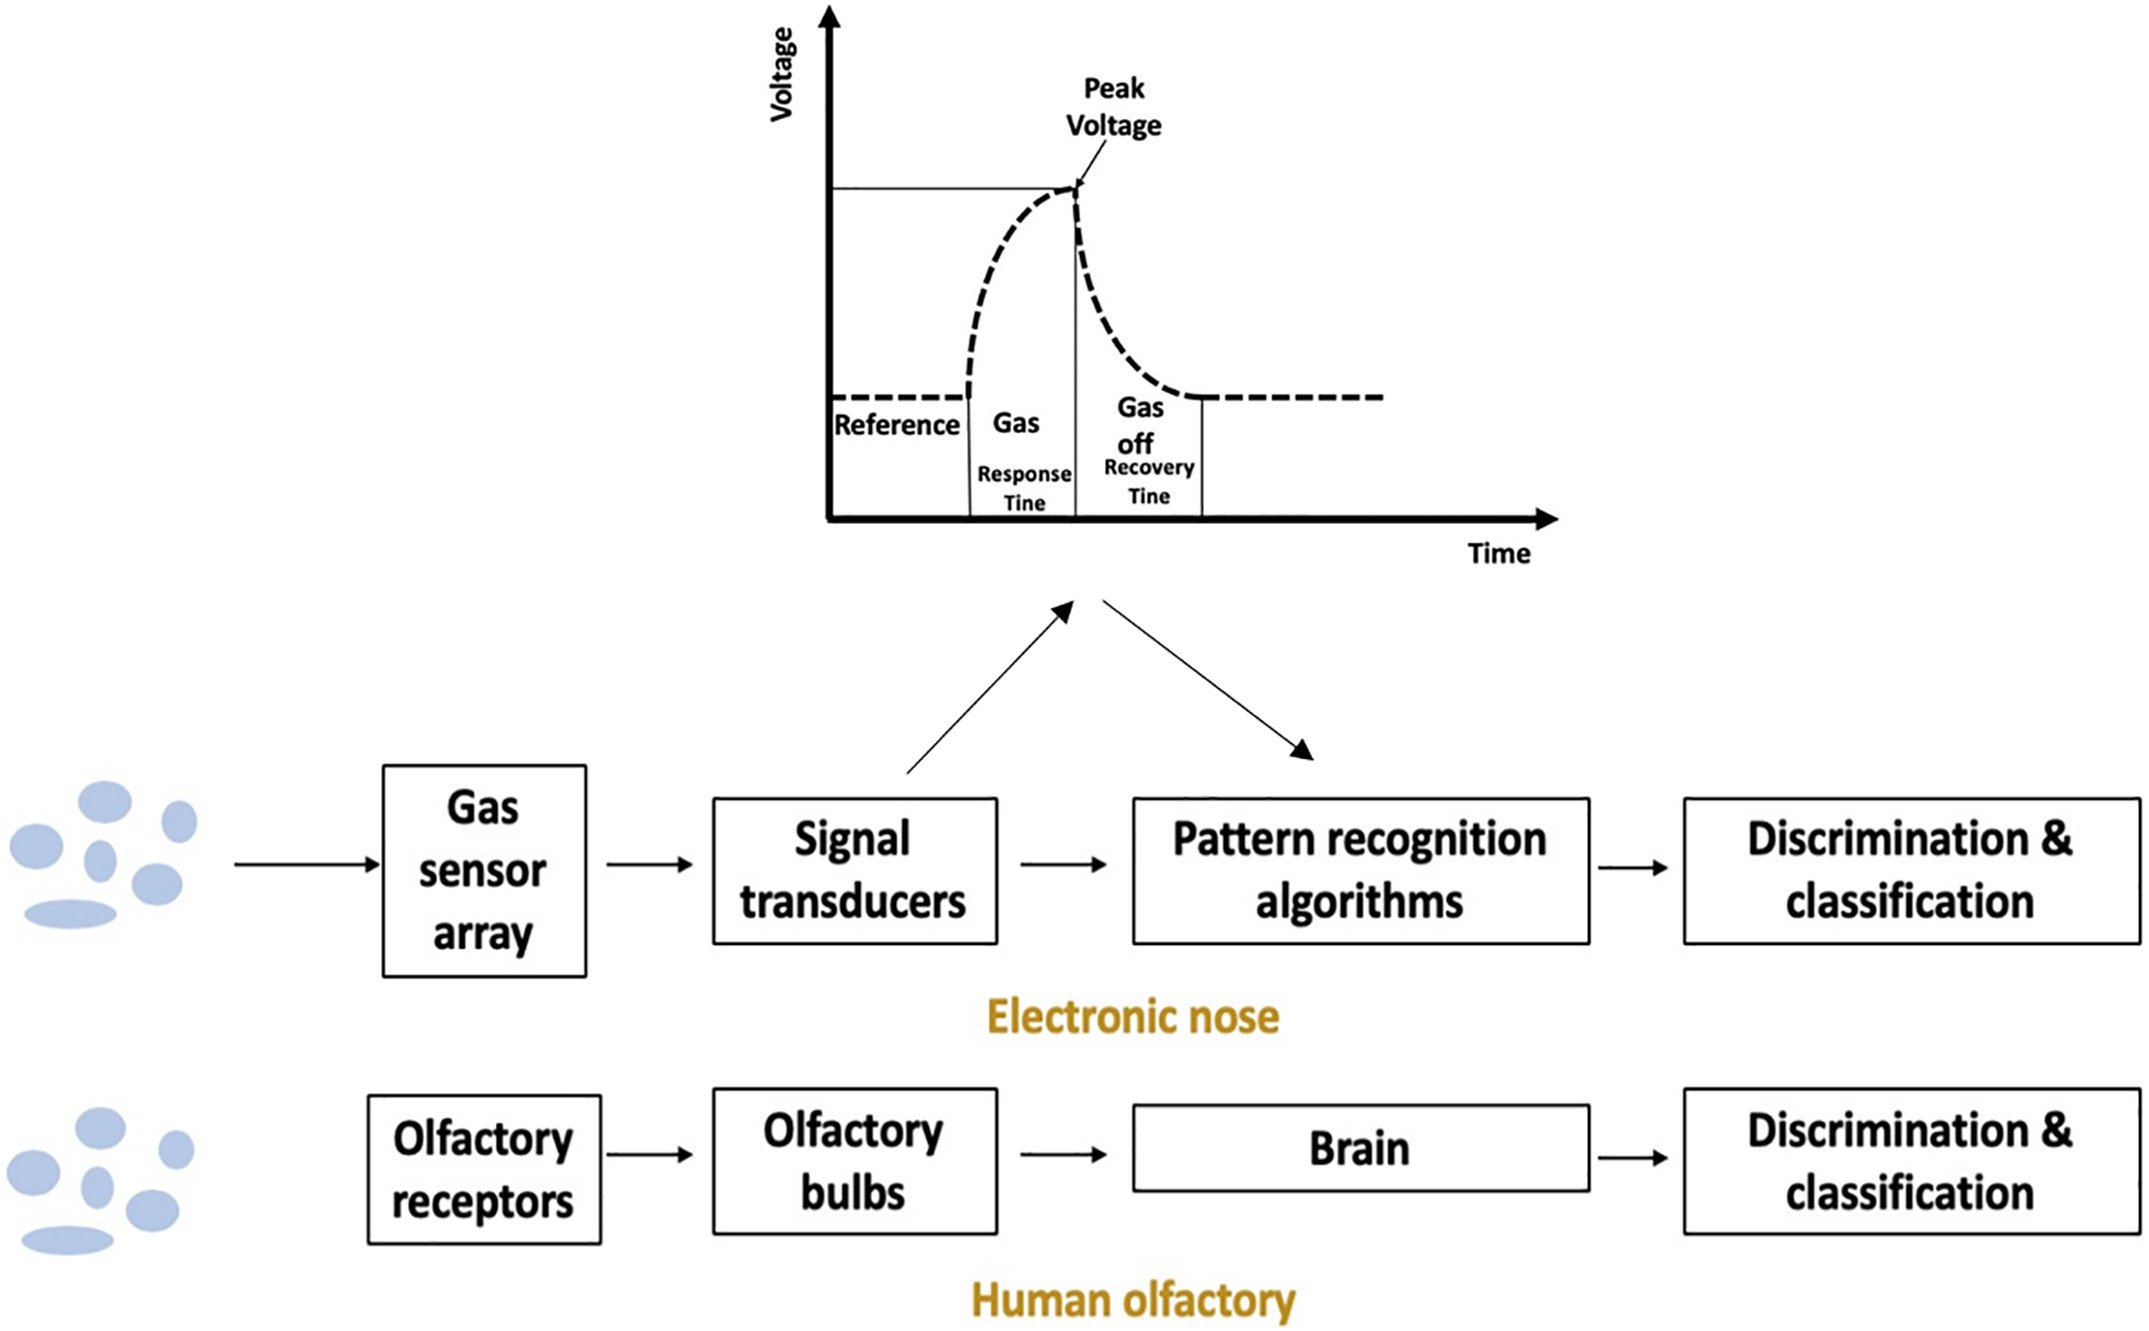 Voltage
Peak
Voltage
Reference
Gas
Response
Tine
Gas
off
Recovery
Tine
Time
Gas
sensor
array
Signal
transducers
Pattern recognition
algorithms
Discrimination &
classification
Electronic nose
Olfactory
receptors
Olfactory
bulbs
Brain
Discrimination &
classification
Human olfactory